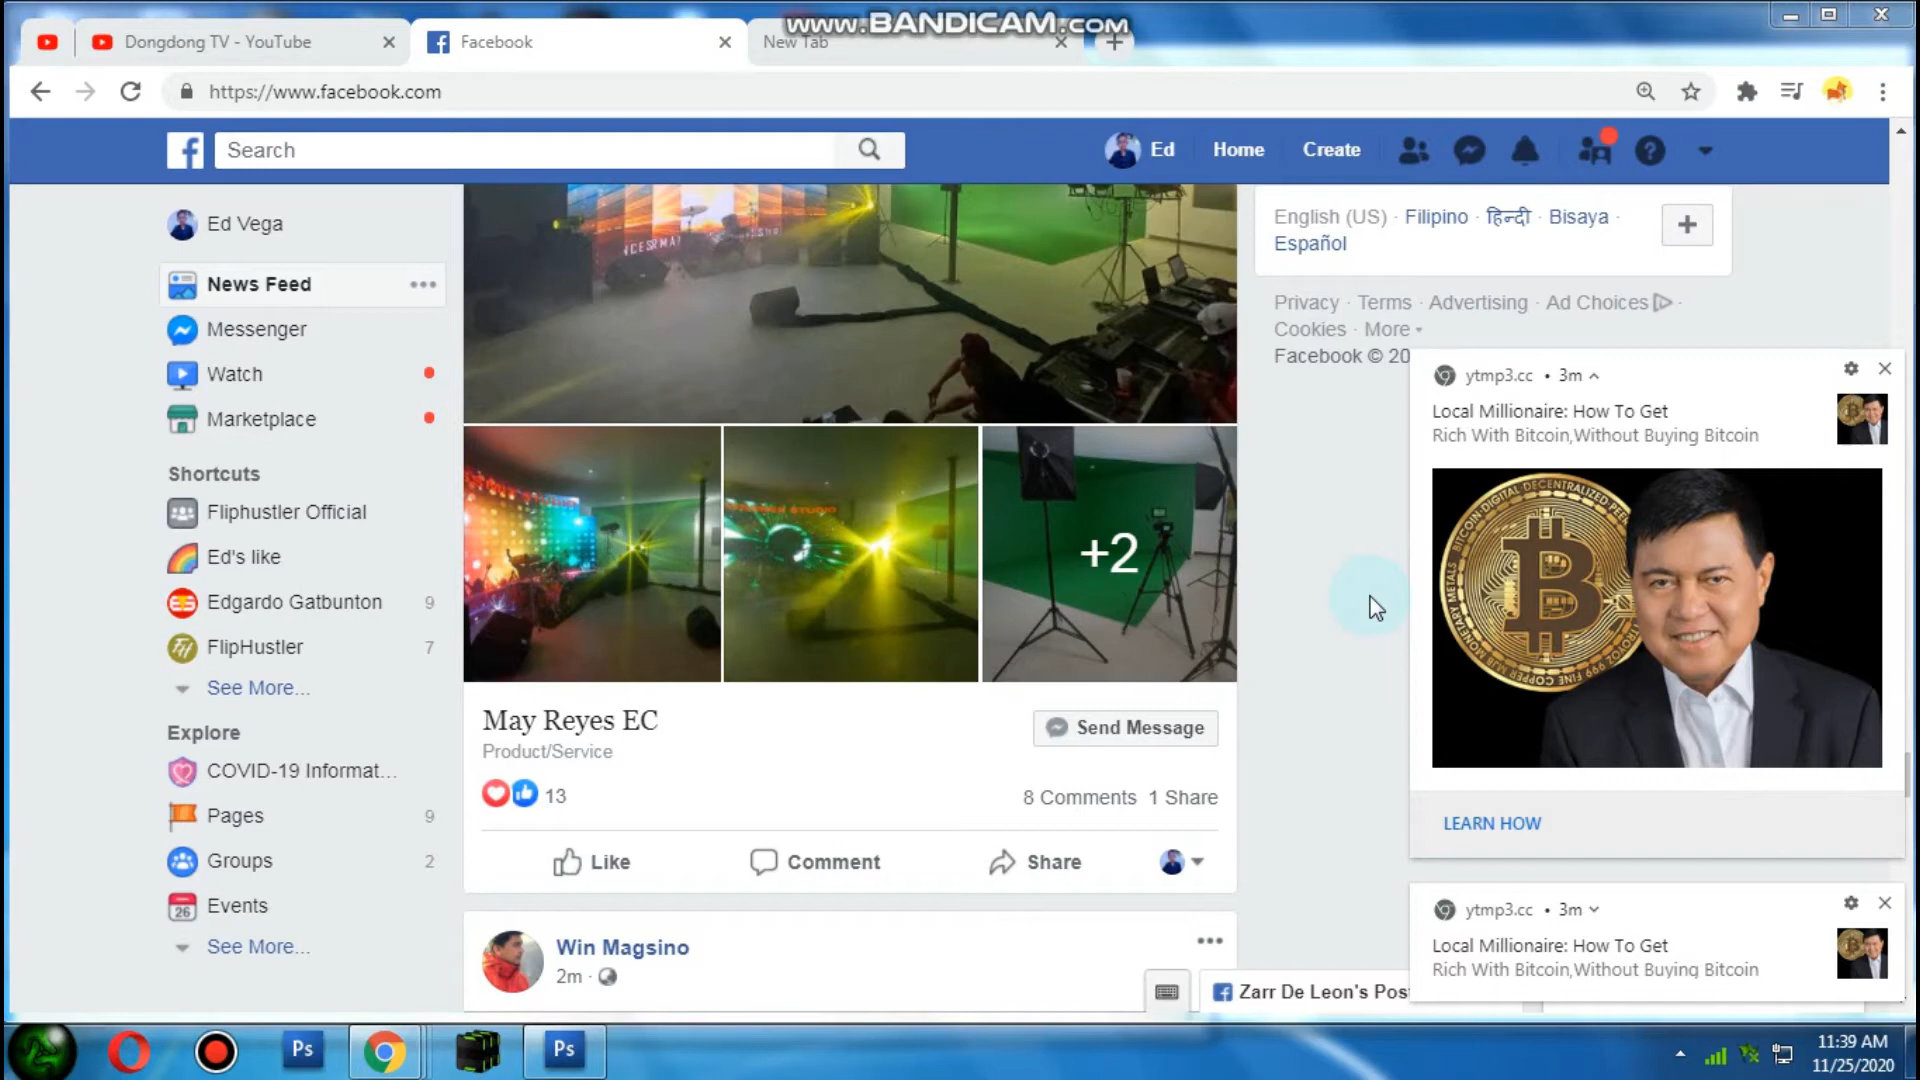 www.BANDICAM.com
Dongdong TV - YouTube
Facebook
New Tab
https://www.facebook.com
Search
Ed
Home
Create
Ed Vega
News Feed
Messenger
Watch
Marketplace
Shortcuts
Fliphustler Official
Ed's like
Edgardo Gatbunton 9
FlipHustler 7
See More...
Explore
COVID-19 Informat...
Pages 9
Groups 2
26 Events
See More...
+2
May Reyes EC
Product/Service
Send Message
13
8 Comments 1 Share
Like
Comment
Share
Win Magsino
2m ·
English (US) · Filipino · हिन्दी · Bisaya ·
Español
Privacy · Terms · Advertising · Ad Choices ·
Cookies · More
Facebook © 20
ytmp3.cc • 3m
Local Millionaire: How To Get
Rich With Bitcoin,Without Buying Bitcoin
LEARN HOW
ytmp3.cc • 3m
Local Millionaire: How To Get
Rich With Bitcoin,Without Buying Bitcoin
Zarr De Leon's Pos
Ps
Ps
11:39 AM
11/25/2020